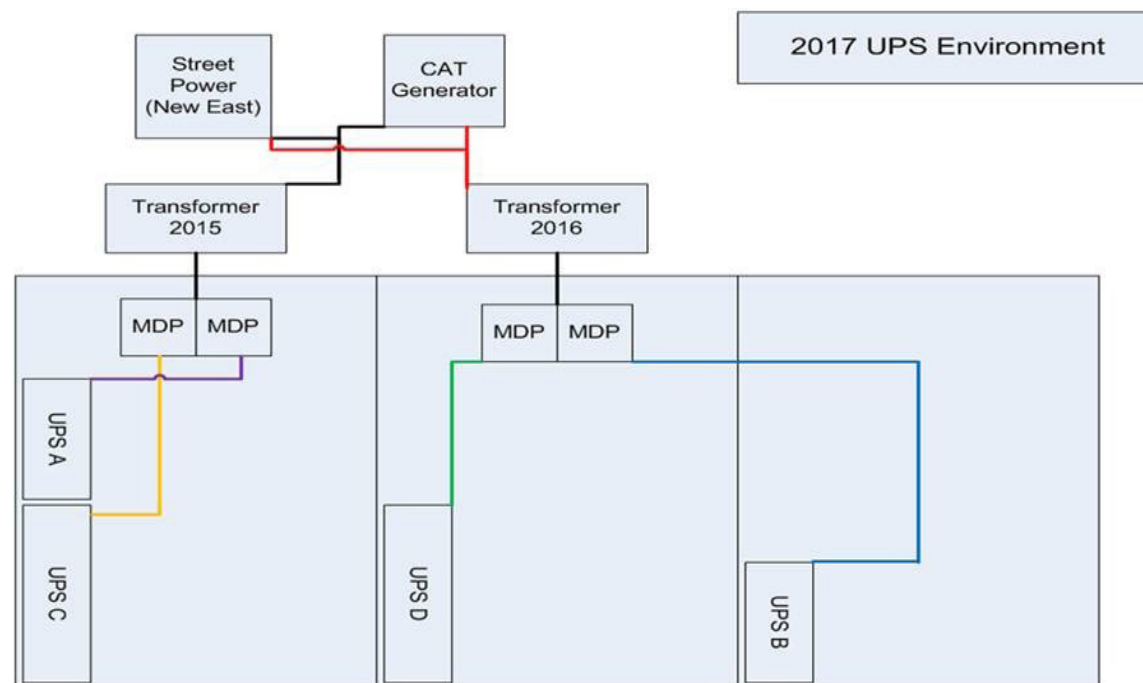 2017 UPS Environment
Street
Power
(New East)
CAT
Generator
Transformer
2015
Transformer
2016
MDP
MDP
MDP
MDP
UPS A
UPS C
UPS D
UPS B